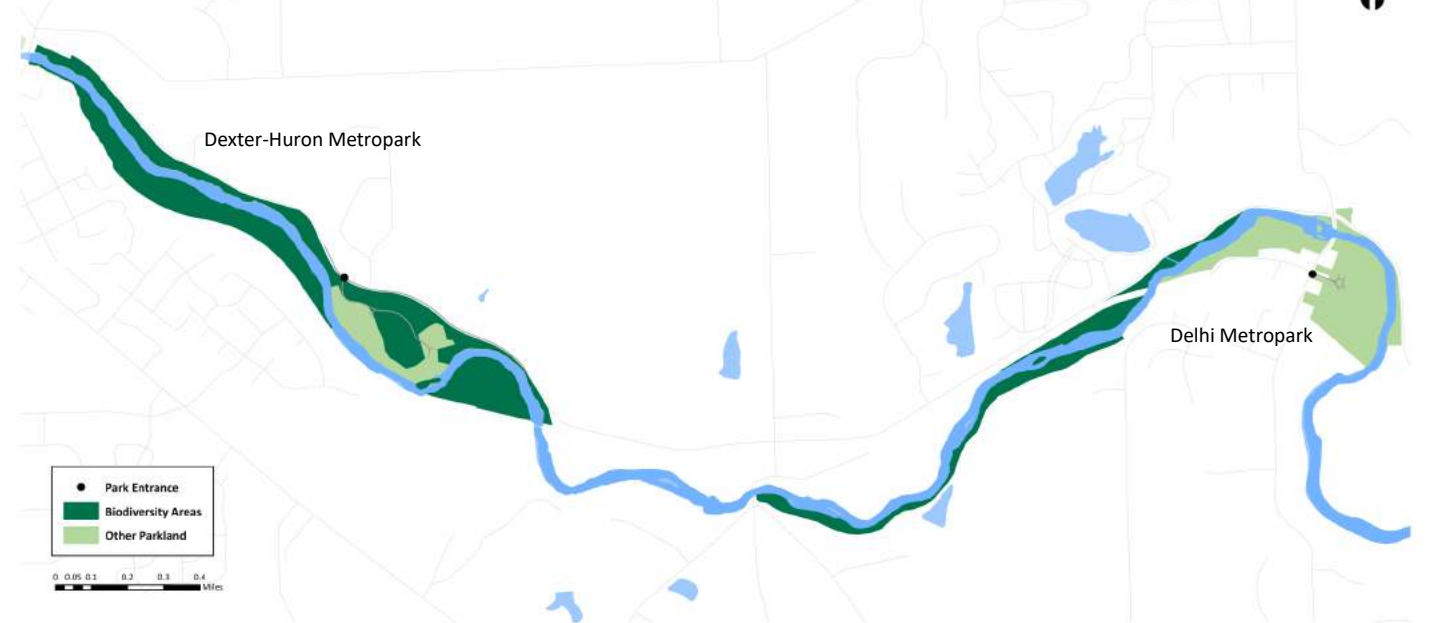 Dexter-Huron Metropark
Delhi Metropark
Park Entrance
Biodiversity Areas
Other Parkland
0 0.05 0.1 0.2 0.3 0.4
Miles